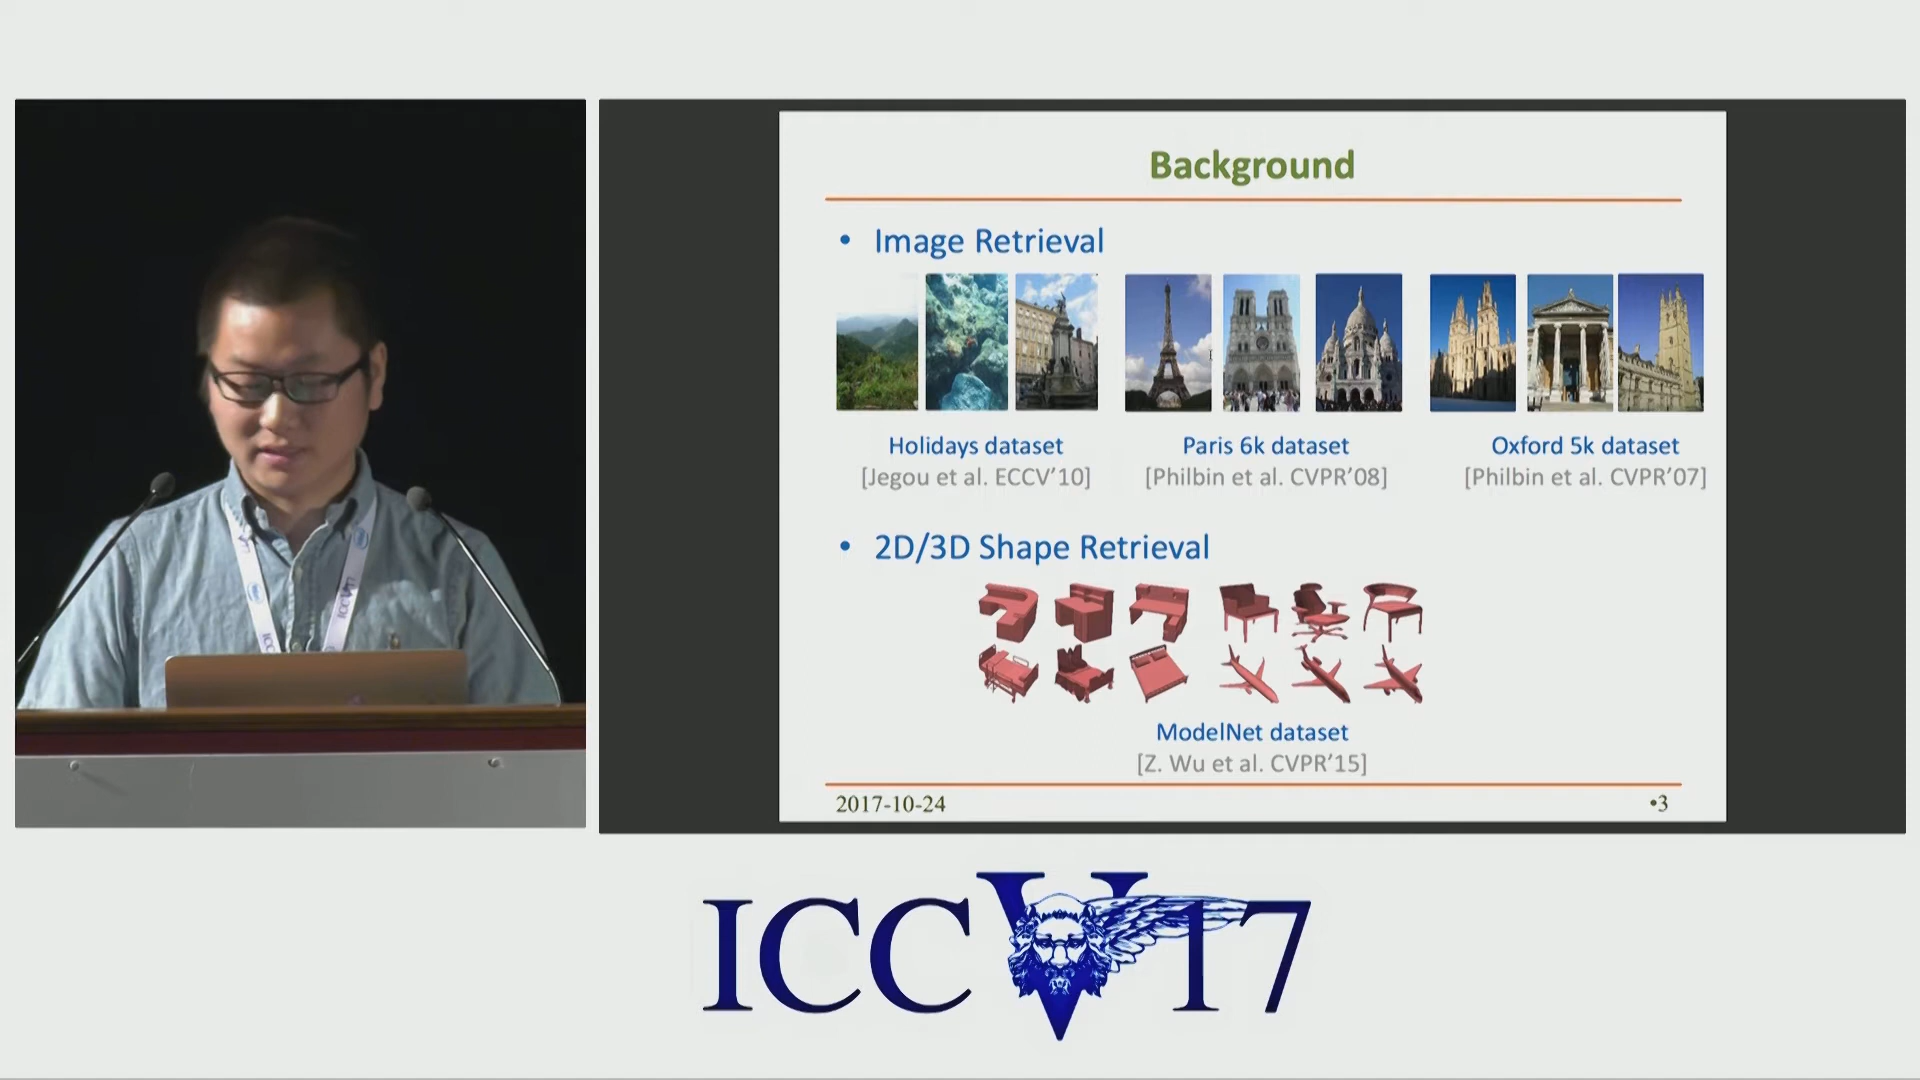 Background
• Image Retrieval
Holidays dataset
[Jegou et al. ECCV'10]
Paris 6k dataset
[Philbin et al. CVPR'08]
Oxford 5k dataset
[Philbin et al. CVPR'07]
• 2D/3D Shape Retrieval
ModelNet dataset
[Z. Wu et al. CVPR'15]
2017-10-24
•3
ICCV17